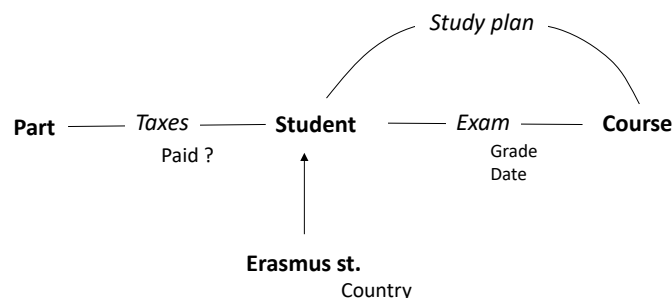 Study plan
Part Taxes Student Exam Course
Paid ?
Grade
Date
Erasmus st.
Country